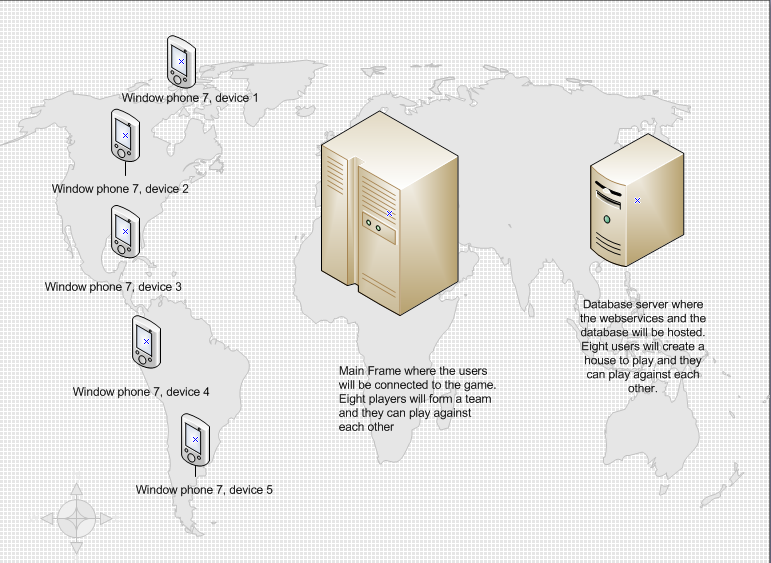 Window phone 7, device 1
Window phone 7, device 2
Window phone 7, device 3
Window phone 7, device 4
Window phone 7, device 5
Main Frame where the users
will be connected to the game.
Eight players will form a team
and they can play against
each other
Database server where
the webservices and the
database will be hosted.
Eight users will create a
house to play and they
can play against each
other.